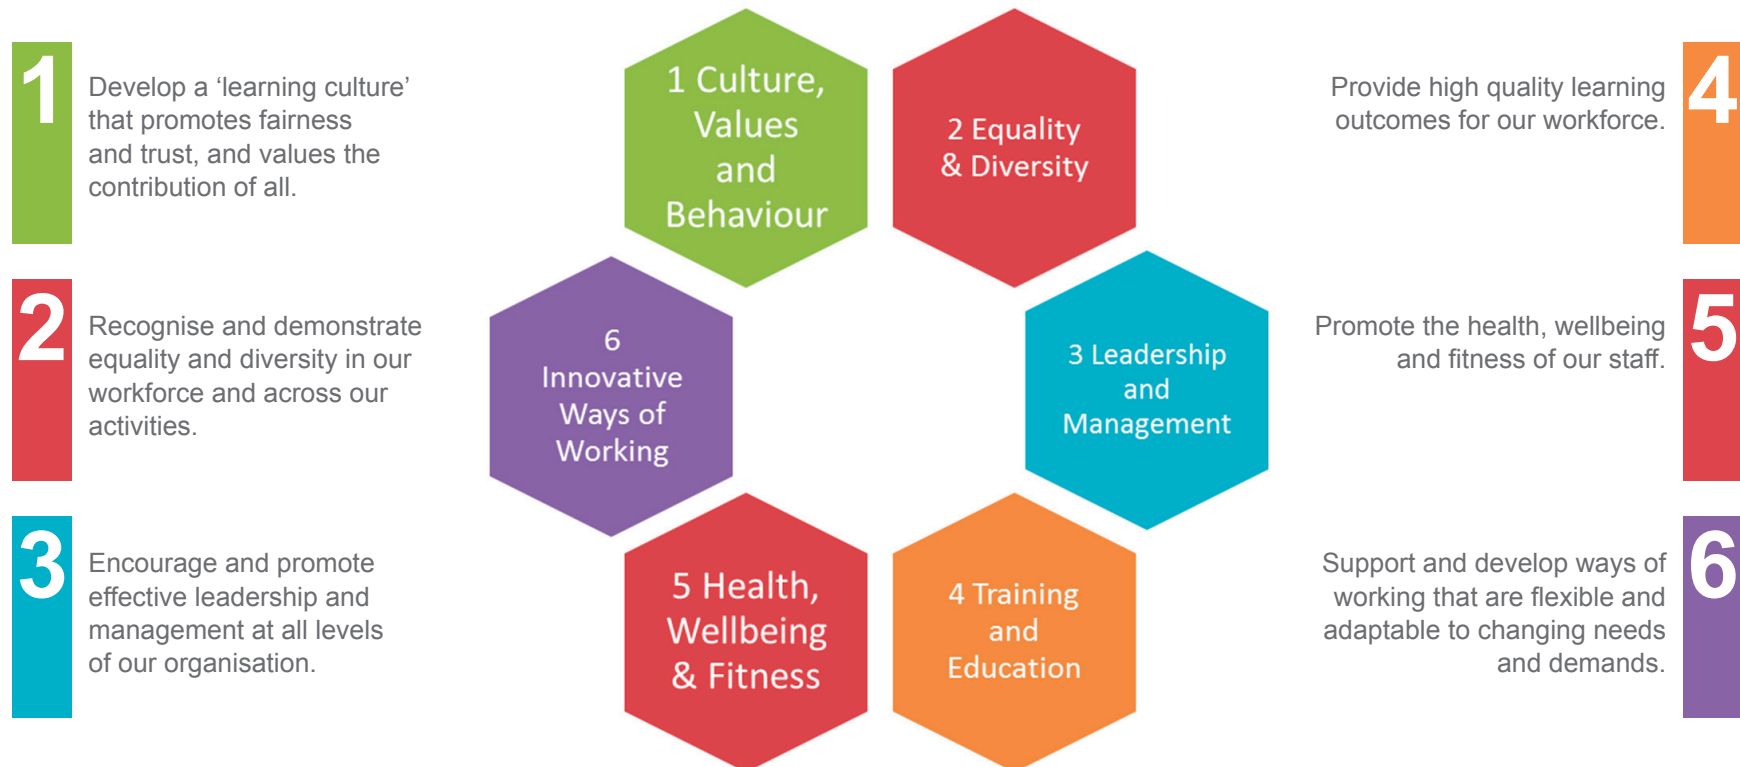 1
Develop a ‘learning culture’
that promotes fairness
and trust, and values the
contribution of all.
2
Recognise and demonstrate
equality and diversity in our
workforce and across our
activities.
3
Encourage and promote
effective leadership and
management at all levels
of our organisation.
1 Culture,
Values
and
Behaviour
2 Equality
& Diversity
3 Leadership
and
Management
4 Training
and
Education
5 Health,
Wellbeing
& Fitness
6
Innovative
Ways of
Working
4
Provide high quality learning
outcomes for our workforce.
5
Promote the health, wellbeing
and fitness of our staff.
6
Support and develop ways of
working that are flexible and
adaptable to changing needs
and demands.